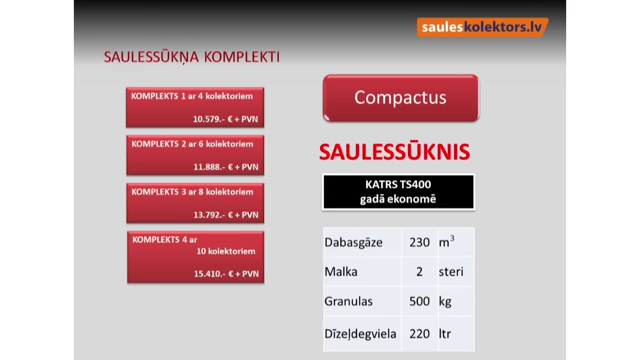 sauleskolektors.lv
SAULESSŪKŅA KOMPLEKTI
KOMPLEKTS 1 ar 4 kolektoriem
10.579.- € + PVN
KOMPLEKTS 2 ar 6 kolektoriem
11.888.- € + PVN
KOMPLEKTS 3 ar 8 kolektoriem
13.792.- € + PVN
KOMPLEKTS 4 ar
10 kolektoriem
15.410.- € + PVN
Compactus
SAULESSŪKNIS
KATRS TS400
gadā ekonomē
Dabasgāze 230 m³
Malka 2 steri
Granulas 500 kg
Dīzeļdegviela 220 ltr